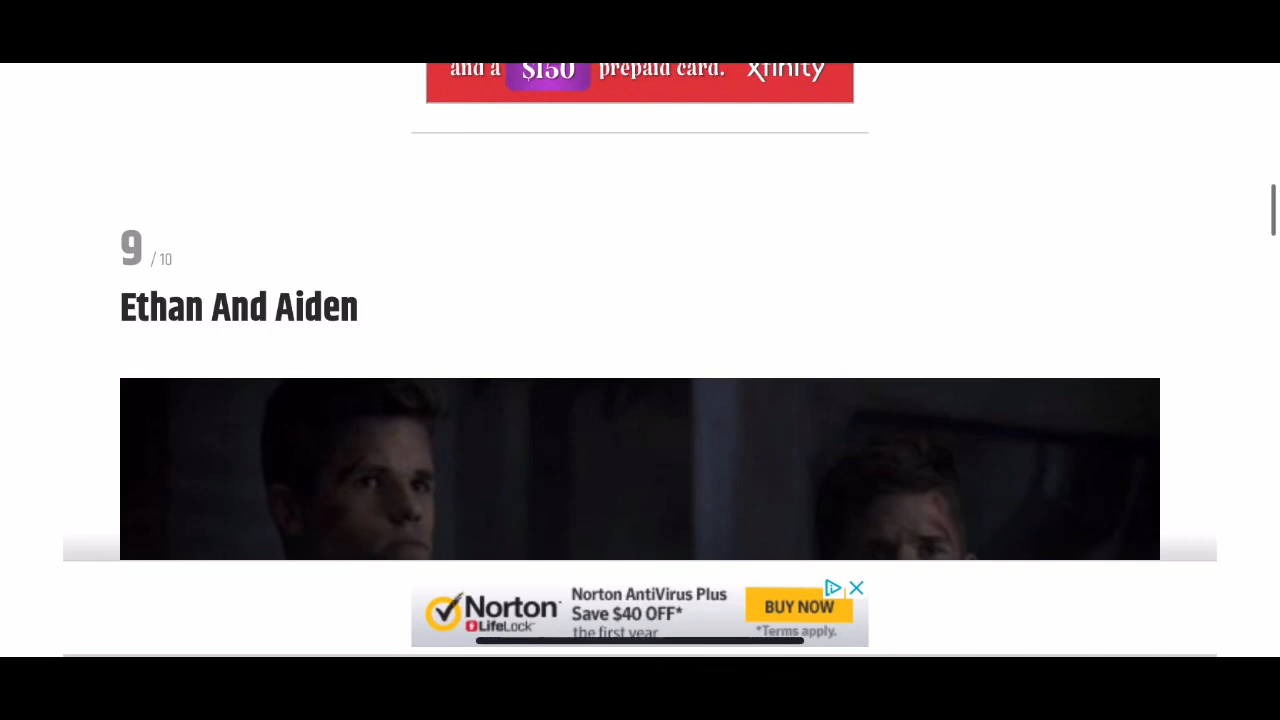 and a $150 prepaid card. xfinity
9 / 10
Ethan And Aiden
Norton
LifeLock
Norton AntiVirus Plus
Save $40 OFF*
the first year
BUY NOW
*Terms apply.